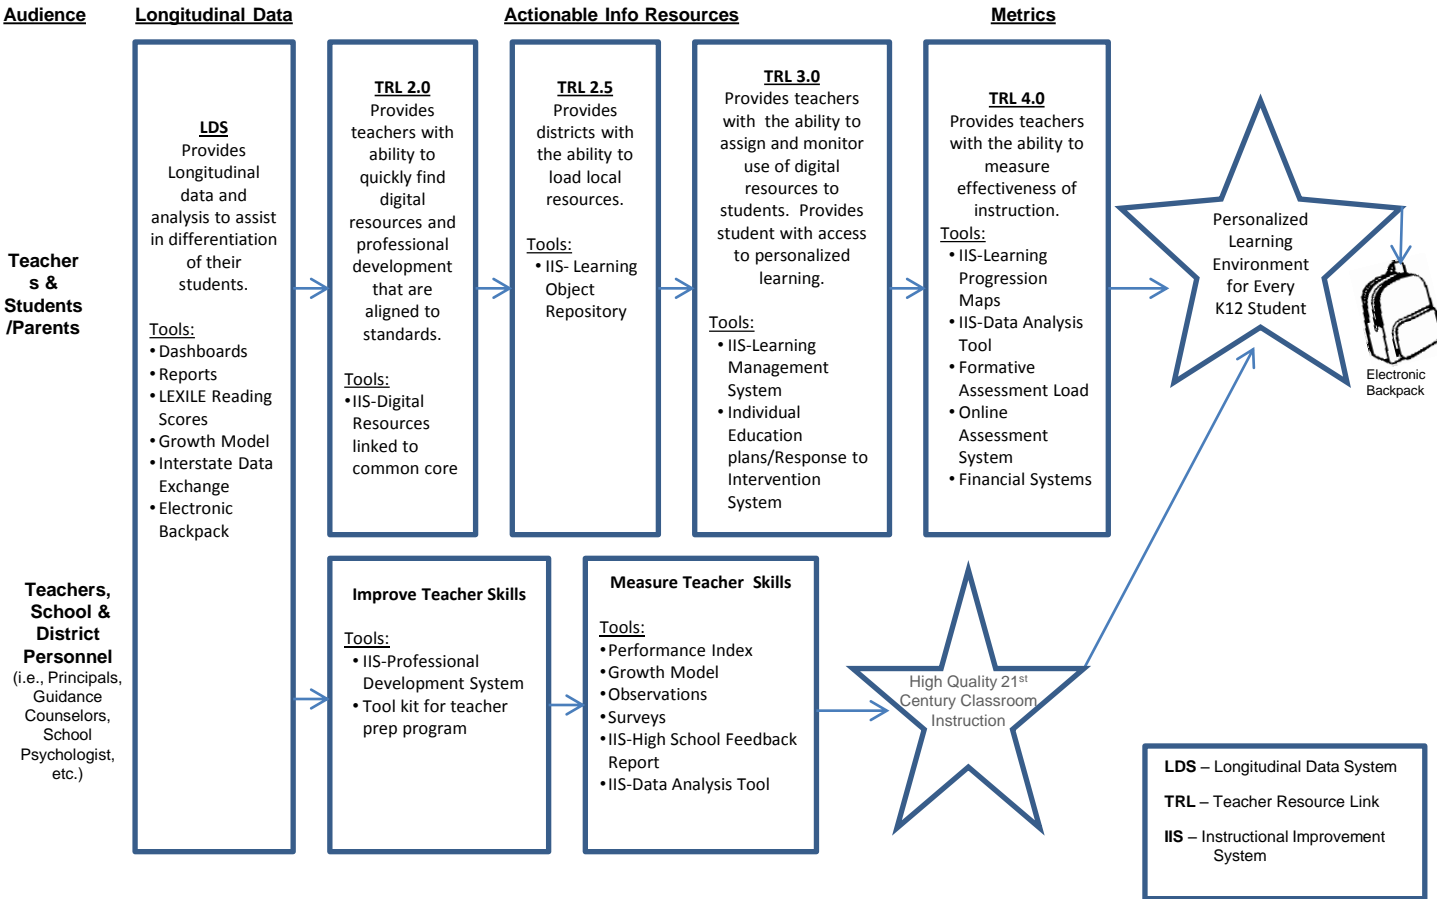 Audience
Longitudinal Data
Actionable Info Resources
Metrics
Teacher
s &
Students
/Parents
LDS
Provides
Longitudinal
data and
analysis to assist
in differentiation
of their
students.
Tools:
• Dashboards
• Reports
• LEXILE Reading
Scores
• Growth Model
• Interstate Data
Exchange
• Electronic
Backpack
TRL 2.0
Provides
teachers with
ability to
quickly find
digital
resources and
professional
development
that are
aligned to
standards.
Tools:
• IIS-Digital
Resources
linked to
common core
TRL 2.5
Provides
districts with
the ability to
load local
resources.
Tools:
• IIS- Learning
Object
Repository
TRL 3.0
Provides teachers
with the ability to
assign and monitor
use of digital
resources to
students. Provides
student with access
to personalized
learning.
Tools:
• IIS-Learning
Management
System
• Individual
Education
plans/Response to
Intervention
System
TRL 4.0
Provides teachers
with the ability to
measure
effectiveness of
instruction.
Tools:
• IIS-Learning
Progression
Maps
• IIS-Data Analysis
Tool
• Formative
Assessment Load
• Online
Assessment
System
• Financial Systems
Personalized
Learning
Environment
for Every
K12 Student
Electronic
Backpack
Teachers,
School &
District
Personnel
(i.e., Principals,
Guidance
Counselors,
School
Psychologist,
etc.)
Improve Teacher Skills
Tools:
• IIS-Professional
Development System
• Tool kit for teacher
prep program
Measure Teacher Skills
Tools:
• Performance Index
• Growth Model
• Observations
• Surveys
• IIS-High School Feedback
Report
• IIS-Data Analysis Tool
High Quality 21st
Century Classroom
Instruction
LDS – Longitudinal Data System
TRL – Teacher Resource Link
IIS – Instructional Improvement
System